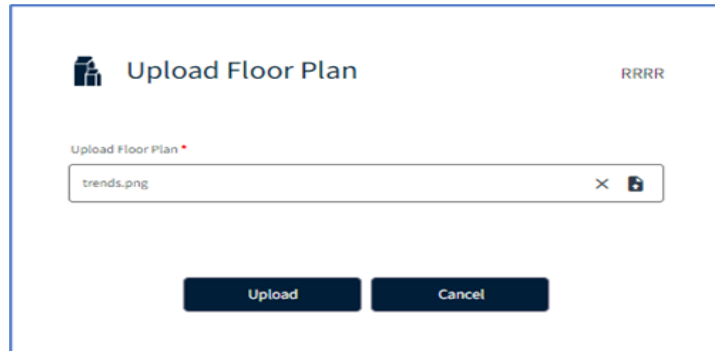 Upload Floor Plan RRRR
Upload Floor Plan *
trends.png
Upload Cancel